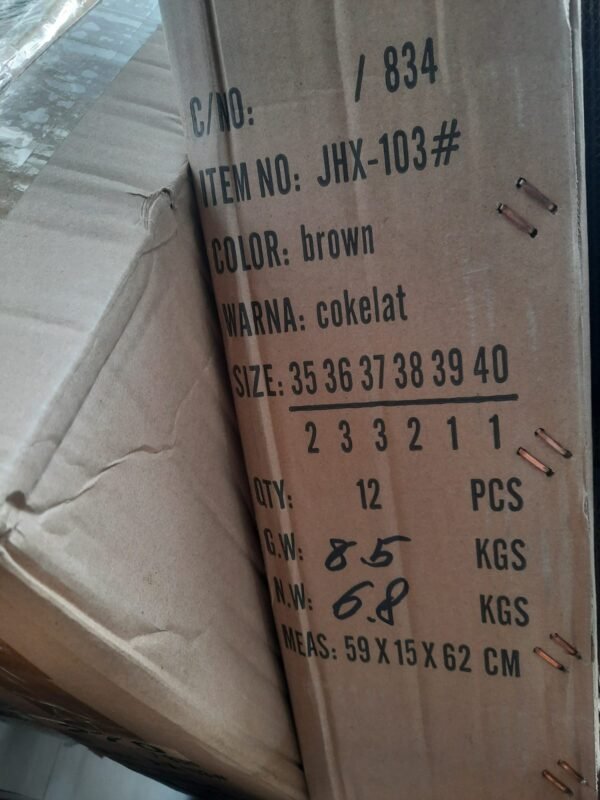 C/NO: / 834
ITEM NO: JHX-103#
COLOR: brown
WARNA: cokelat
SIZE: 35 36 37 38 39 40
2 3 3 2 1 1
QTY: 12 PCS
G.W: 8.5 KGS
N.W: 6.8 KGS
MEAS: 59 X 15 X 62 CM